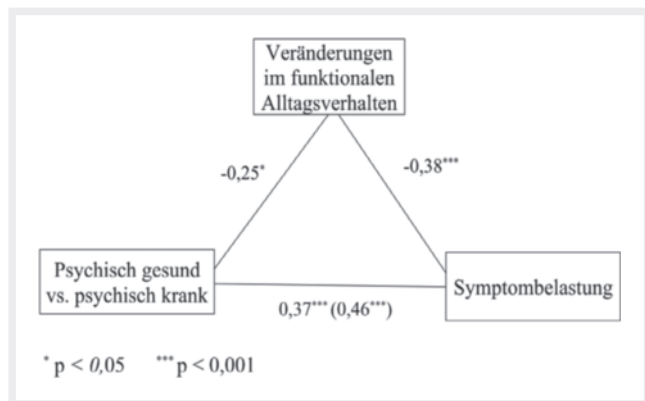 Veränderungen
im funktionalen
Alltagsverhalten
-0,25*
-0,38***
Psychisch gesund
vs. psychisch krank
Symptombelastung
0,37*** (0,46***)
* p < 0,05 *** p < 0,001